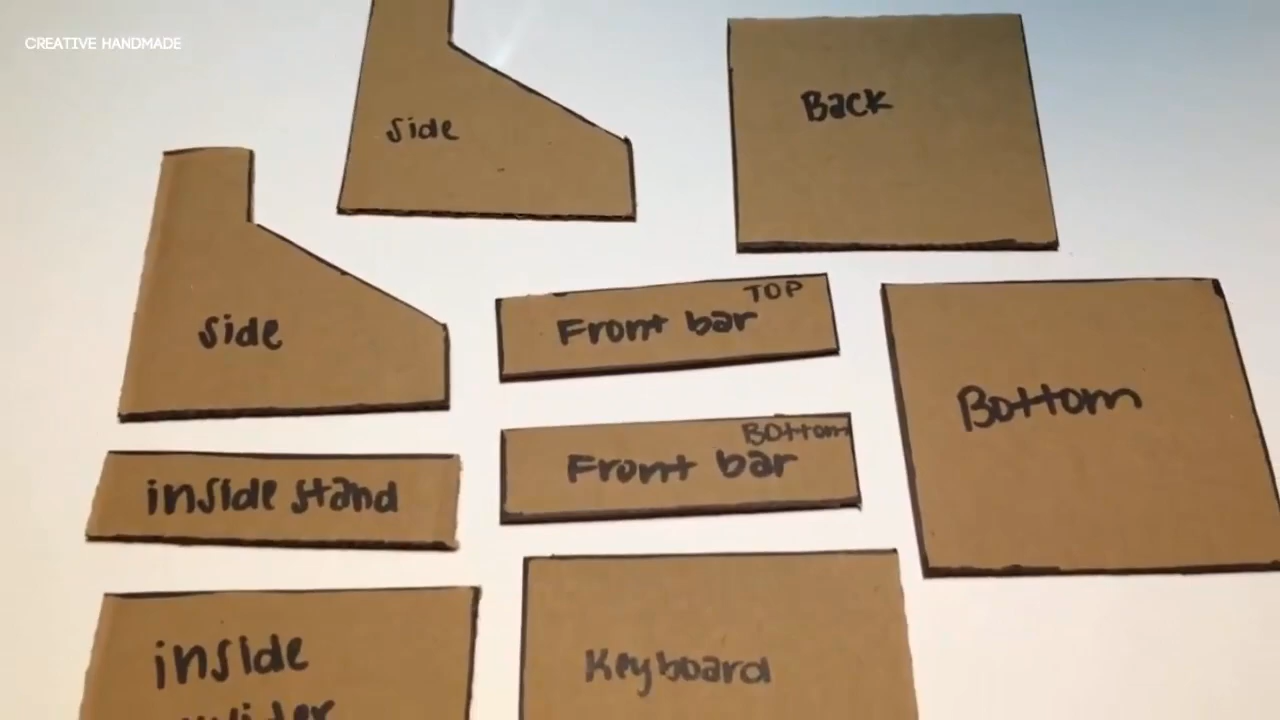 CREATIVE HANDMADE
side
Back
side
TOP
Front bar
Bottom
Bottom
Front bar
inside stand
inside
Keyboard